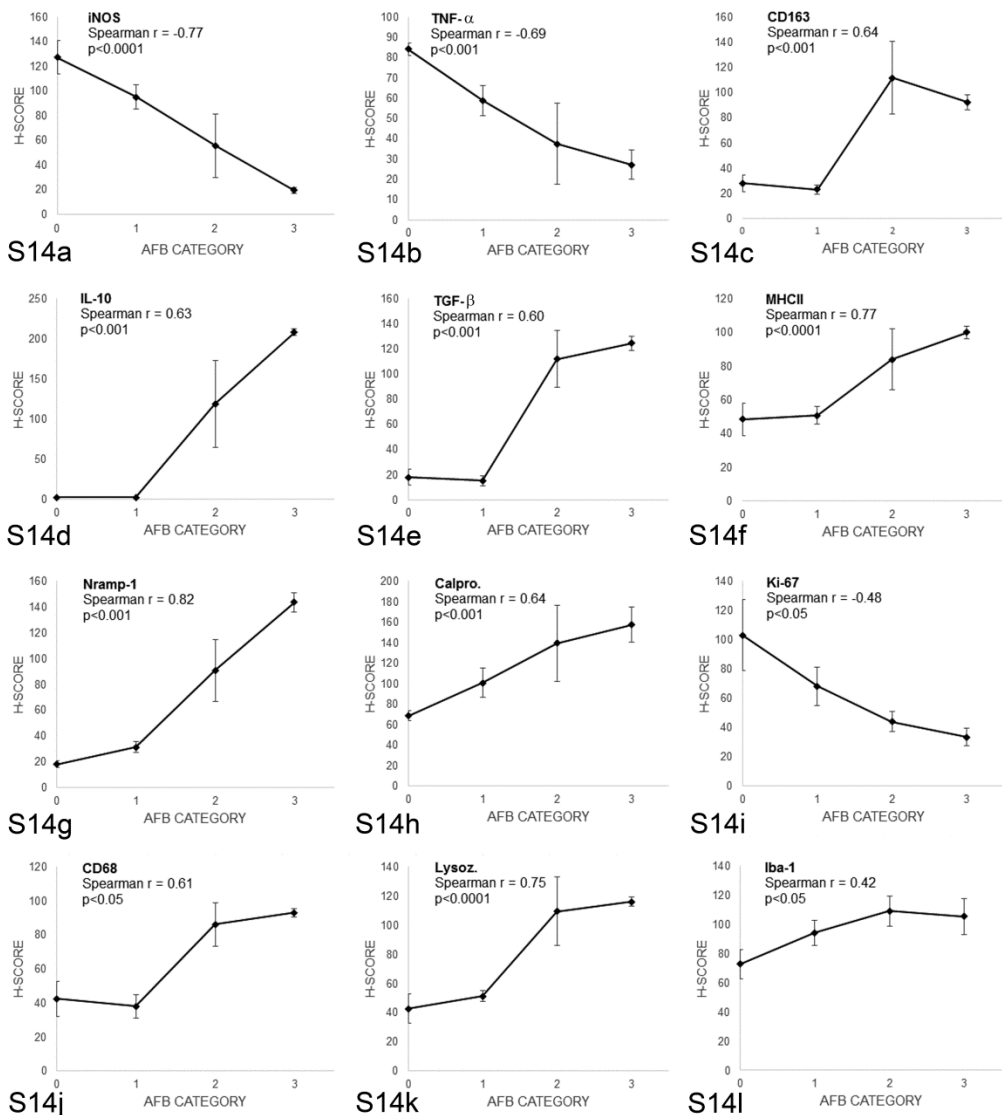 iNOS
Spearman r = -0.77
p<0.0001
H-SCORE
160
140
120
100
80
60
40
20
0
0 1 2 3
AFB CATEGORY
S14a
TNF- α
Spearman r = -0.69
p<0.001
H-SCORE
100
90
80
70
60
50
40
30
20
10
0
0 1 2 3
AFB CATEGORY
S14b
CD163
Spearman r = 0.64
p<0.001
H-SCORE
160
140
120
100
80
60
40
20
0
0 1 2 3
AFB CATEGORY
S14c
IL-10
Spearman r = 0.63
p<0.001
H-SCORE
250
200
150
100
50
0
0 1 2 3
AFB CATEGORY
S14d
TGF- β
Spearman r = 0.60
p<0.001
H-SCORE
160
140
120
100
80
60
40
20
0
0 1 2 3
AFB CATEGORY
S14e
MHCII
Spearman r = 0.77
p<0.0001
H-SCORE
120
100
80
60
40
20
0
0 1 2 3
AFB CATEGORY
S14f
Nramp-1
Spearman r = 0.82
p<0.001
H-SCORE
160
140
120
100
80
60
40
20
0
0 1 2 3
AFB CATEGORY
S14g
Calpro.
Spearman r = 0.64
p<0.001
H-SCORE
200
180
160
140
120
100
80
60
40
20
0
0 1 2 3
AFB CATEGORY
S14h
Ki-67
Spearman r = -0.48
p<0.05
H-SCORE
140
120
100
80
60
40
20
0
0 1 2 3
AFB CATEGORY
S14i
CD68
Spearman r = 0.61
p<0.05
H-SCORE
120
100
80
60
40
20
0
0 1 2 3
AFB CATEGORY
S14j
Lysoz.
Spearman r = 0.75
p<0.0001
H-SCORE
140
120
100
80
60
40
20
0
0 1 2 3
AFB CATEGORY
S14k
Iba-1
Spearman r = 0.42
p<0.05
H-SCORE
140
120
100
80
60
40
20
0
0 1 2 3
AFB CATEGORY
S14l